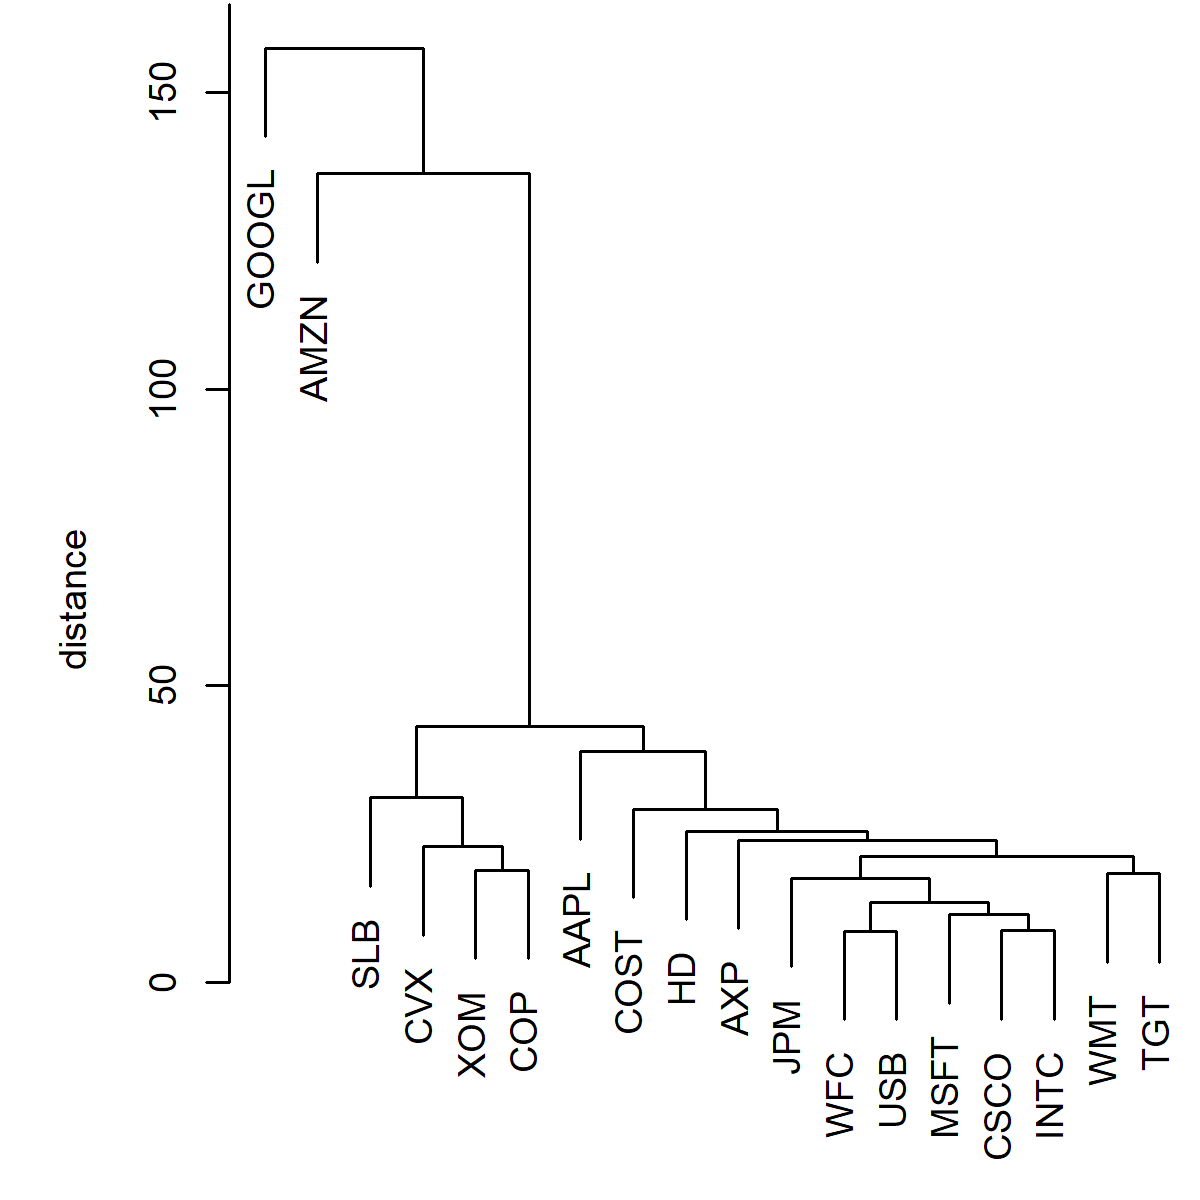 distance
150
100
50
0
GOOGL
AMZN
SLB
CVX
XOM
COP
AAPL
COST
HD
AXP
JPM
WFC
USB
MSFT
CSCO
INTC
WMT
TGT